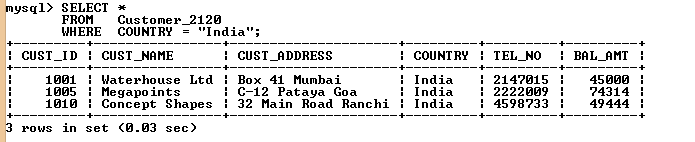 mysql> SELECT *
FROM Customer_2120
WHERE COUNTRY = "India";
+---------+----------------+---------------------+---------+---------+---------+
| CUST_ID | CUST_NAME | CUST_ADDRESS | COUNTRY | TEL_NO | BAL_AMT |
+---------+----------------+---------------------+---------+---------+---------+
| 1001 | Waterhouse Ltd | Box 41 Mumbai | India | 2147015 | 45000 |
| 1005 | Megapoints | C-12 Pataya Goa | India | 2222009 | 74314 |
| 1010 | Concept Shapes | 32 Main Road Ranchi | India | 4598733 | 49444 |
+---------+----------------+---------------------+---------+---------+---------+
3 rows in set (0.03 sec)